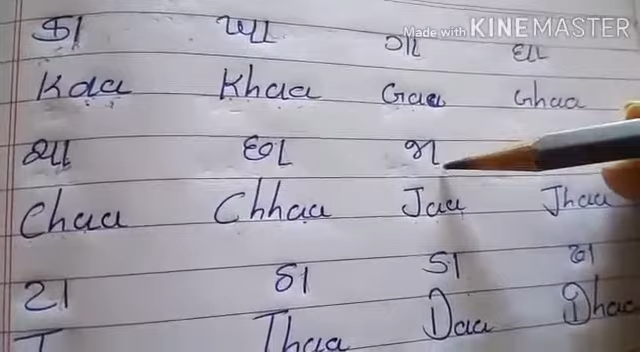 Made with KINEMASTER
કા ખા ગા ઘા
Kaa Khaa Gaa Ghaa
ચા છા જા
Chaa Chhaa Jaa Jhaa
ટા ઠા ડા ઢા
Thaa Daa Dhaa